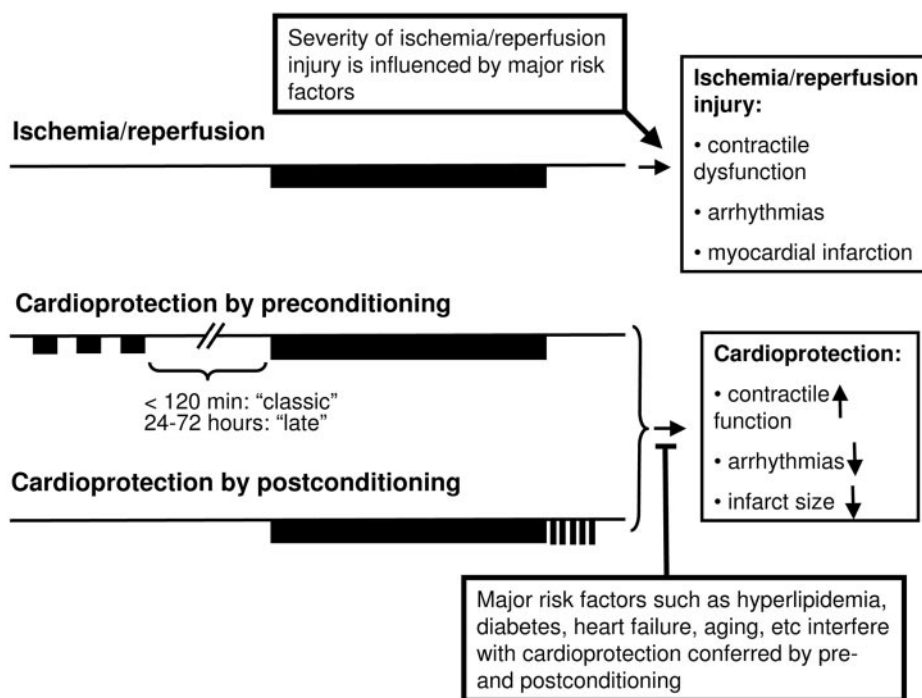 Severity of ischemia/reperfusion
injury is influenced by major risk
factors
Ischemia/reperfusion
injury:
• contractile
dysfunction
• arrhythmias
• myocardial infarction
Ischemia/reperfusion
Cardioprotection by preconditioning
< 120 min: “classic”
24-72 hours: “late”
Cardioprotection:
• contractile
function
• arrhythmias
• infarct size
Cardioprotection by postconditioning
Major risk factors such as hyperlipidemia,
diabetes, heart failure, aging, etc interfere
with cardioprotection conferred by pre-
and postconditioning